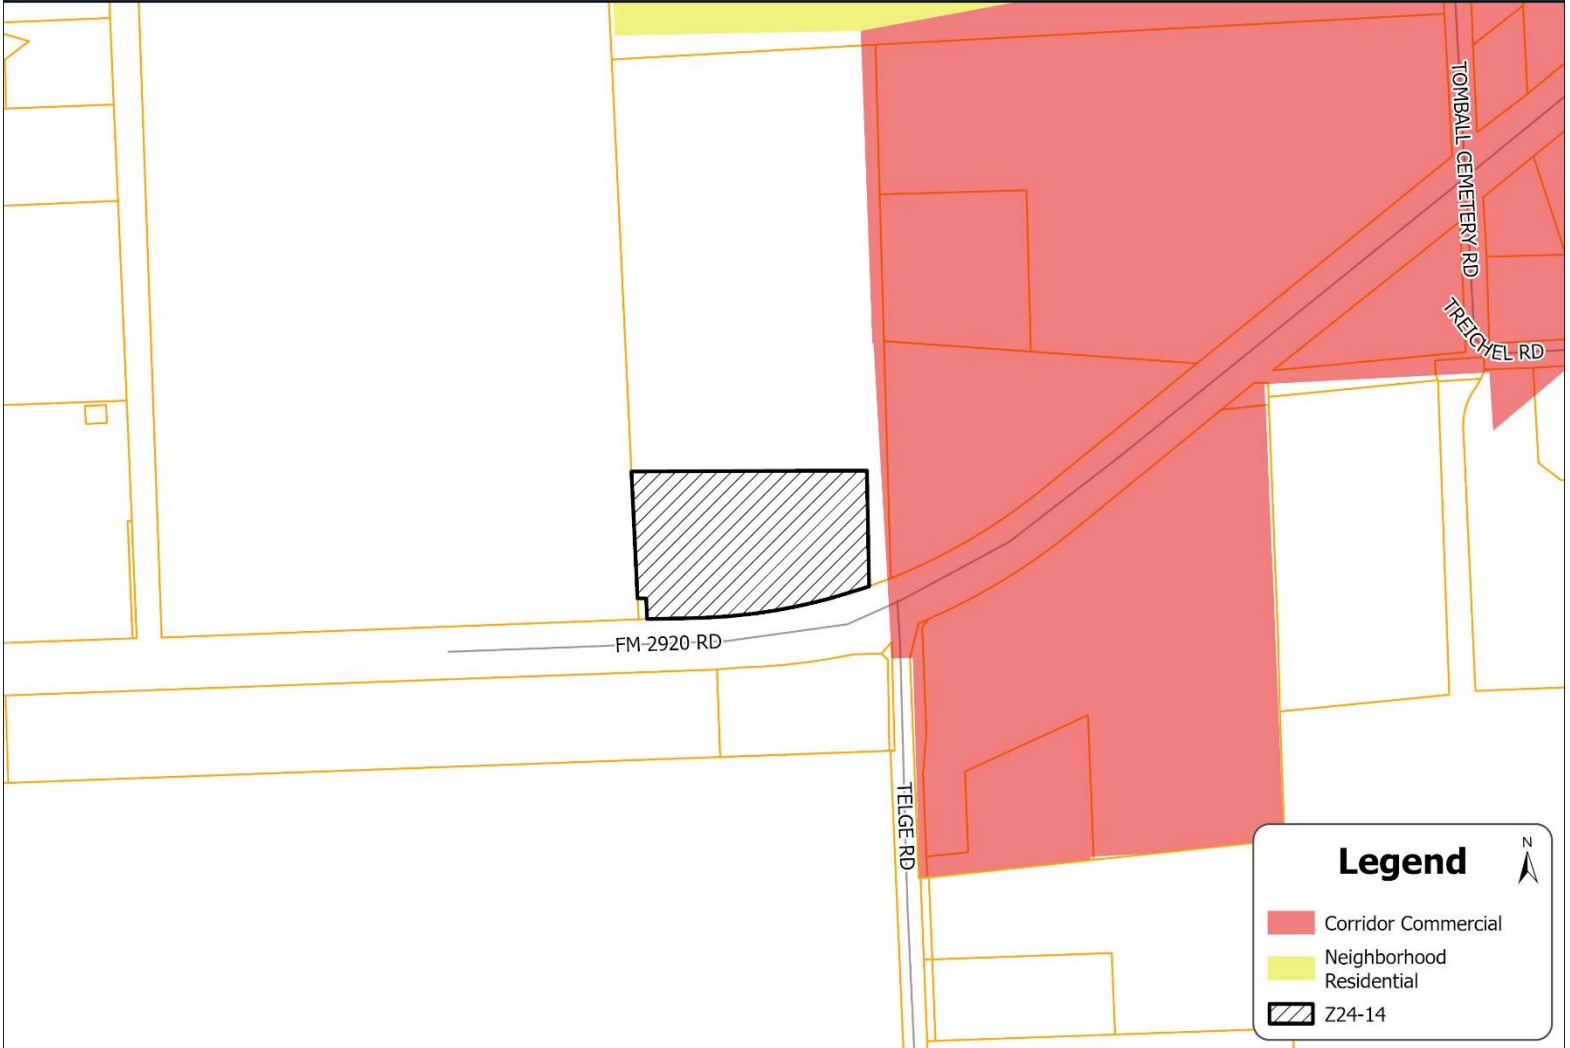 TOMBALL CEMETERY RD
TREICHEL RD
FM 2920 RD
TELGE RD
Legend
N
Corridor Commercial
Neighborhood
Residential
Z24-14